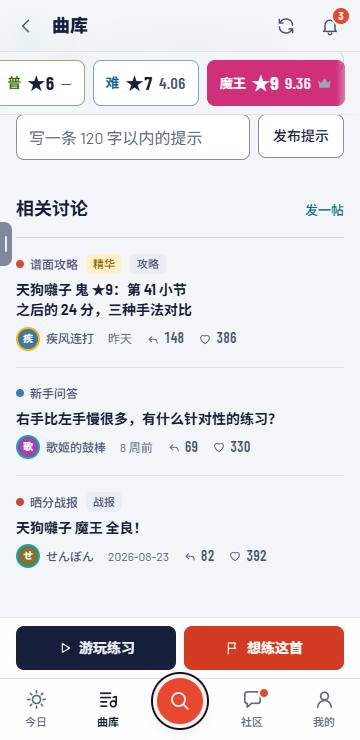 曲库
3
普 ★6 —
难 ★7 4.06
魔王 ★9 9.36
写一条 120 字以内的提示
发布提示
相关讨论
发一帖
谱面攻略 精华 攻略
天狗囃子 鬼 ★9：第 41 小节
之后的 24 分，三种手法对比
疾 疾风连打 昨天 148 386
新手问答
右手比左手慢很多，有什么针对性的练习？
歌 歌姬的鼓棒 8 周前 69 330
晒分战报 战报
天狗囃子 魔王 全良！
せ せんぽん 2026-08-23 82 392
游玩练习
想练这首
今日
曲库
社区
我的